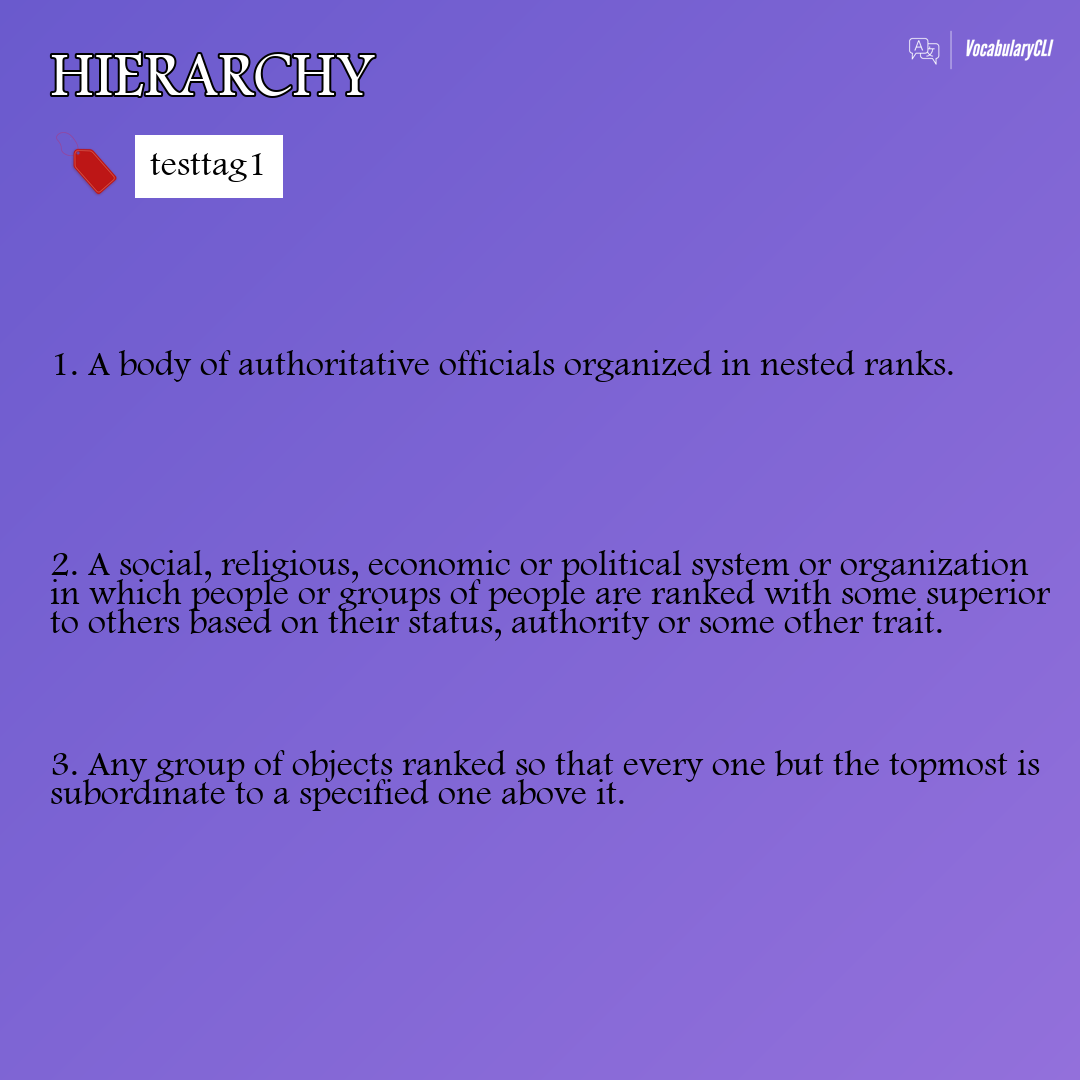 HIERARCHY
VocabularyCLI
testtag1
1. A body of authoritative officials organized in nested ranks.
2. A social, religious, economic or political system or organization
in which people or groups of people are ranked with some superior
to others based on their status, authority or some other trait.
3. Any group of objects ranked so that every one but the topmost is
subordinate to a specified one above it.